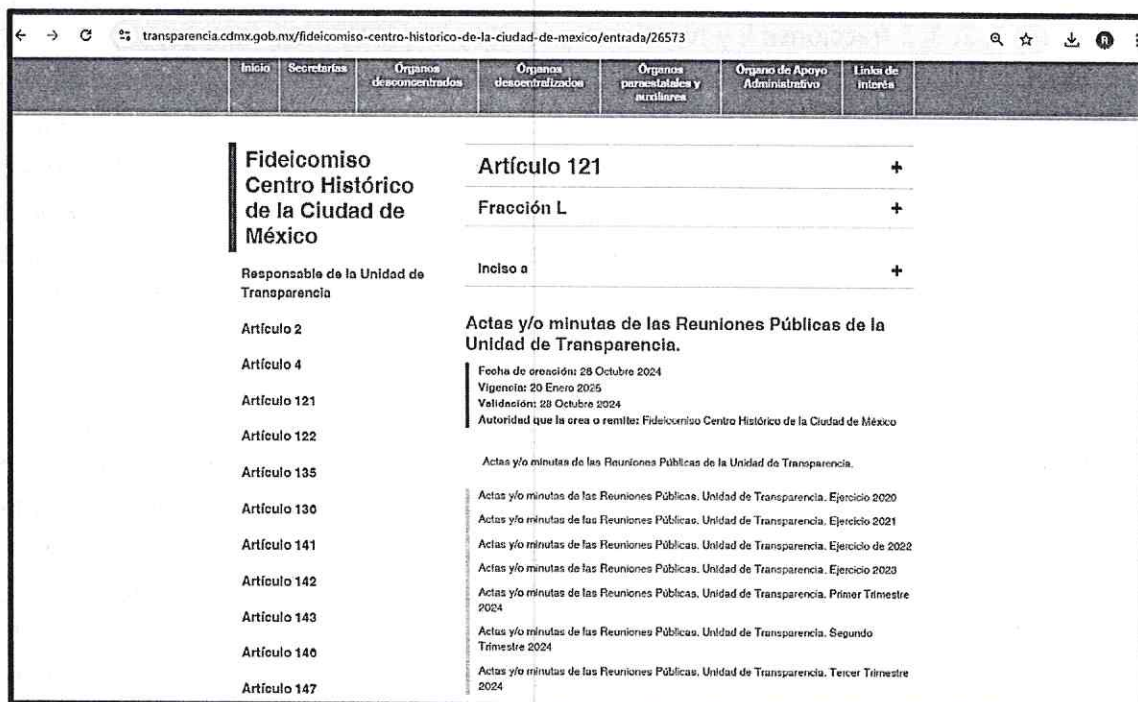 transparencia.cdmx.gob.mx/fideicomiso-centro-historico-de-la-ciudad-de-mexico/entrada/26573
Inicio
Secretarías
Órganos
desconcentrados
Órganos
descentralizados
Órganos
paraestatales y
auxiliares
Órgano de Apoyo
Administrativo
Links de
interés
Fideicomiso
Centro Histórico
de la Ciudad de
México
Responsable de la Unidad de
Transparencia
Artículo 2
Artículo 4
Artículo 121
Artículo 122
Artículo 135
Artículo 136
Artículo 141
Artículo 142
Artículo 143
Artículo 146
Artículo 147
Artículo 121 +
Fracción L +
Inciso a +
Actas y/o minutas de las Reuniones Públicas de la
Unidad de Transparencia.
Fecha de creación: 28 Octubre 2024
Vigencia: 20 Enero 2025
Validación: 28 Octubre 2024
Autoridad que la crea o remite: Fideicomiso Centro Histórico de la Ciudad de México
Actas y/o minutas de las Reuniones Públicas de la Unidad de Transparencia.
Actas y/o minutas de las Reuniones Públicas. Unidad de Transparencia. Ejercicio 2020
Actas y/o minutas de las Reuniones Públicas. Unidad de Transparencia. Ejercicio 2021
Actas y/o minutas de las Reuniones Públicas. Unidad de Transparencia. Ejercicio de 2022
Actas y/o minutas de las Reuniones Públicas. Unidad de Transparencia. Ejercicio 2023
Actas y/o minutas de las Reuniones Públicas. Unidad de Transparencia. Primer Trimestre
2024
Actas y/o minutas de las Reuniones Públicas. Unidad de Transparencia. Segundo
Trimestre 2024
Actas y/o minutas de las Reuniones Públicas. Unidad de Transparencia. Tercer Trimestre
2024